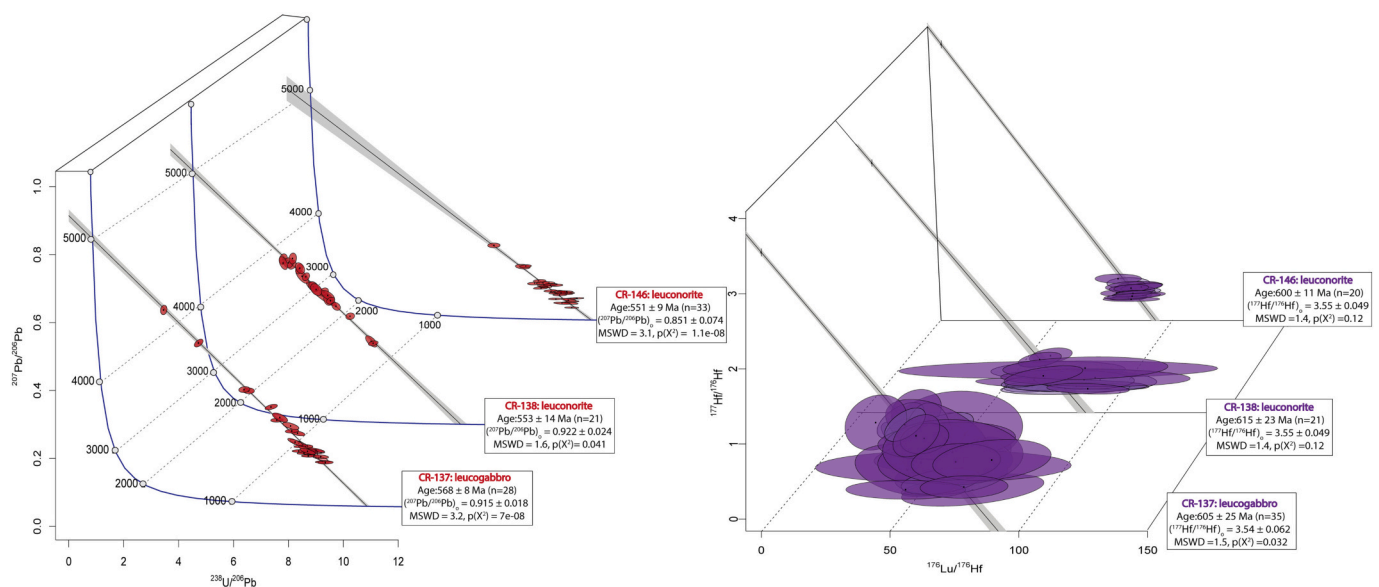 1.0
0.8
0.6
0.4
0.2
0.0
²⁰⁷Pb/²⁰⁶Pb
0 2 4 6 8 10 12
²³⁸U/²⁰⁶Pb
5000
4000
3000
2000
1000
5000
4000
3000
2000
1000
5000
4000
3000
2000
1000
CR-146: leuconorite
Age:551 ± 9 Ma (n=33)
(²⁰⁷Pb/²⁰⁶Pb)ₒ = 0.851 ± 0.074
MSWD = 3.1, p(X²) = 1.1e-08
CR-138: leuconorite
Age:553 ± 14 Ma (n=21)
(²⁰⁷Pb/²⁰⁶Pb)ₒ = 0.922 ± 0.024
MSWD = 1.6, p(X²)= 0.041
CR-137: leucogabbro
Age:568 ± 8 Ma (n=28)
(²⁰⁷Pb/²⁰⁶Pb)ₒ = 0.915 ± 0.018
MSWD = 3.2, p(X²) = 7e-08
4
3
2
1
0
¹⁷⁷Hf/¹⁷⁶Hf
0 50 100 150
¹⁷⁶Lu/¹⁷⁶Hf
CR-146: leuconorite
Age:600 ± 11 Ma (n=20)
(¹⁷⁷Hf/¹⁷⁶Hf)ₒ = 3.55 ± 0.049
MSWD = 1.4, p(X²) = 0.12
CR-138: leuconorite
Age:615 ± 23 Ma (n=21)
(¹⁷⁷Hf/¹⁷⁶Hf)ₒ = 3.55 ± 0.049
MSWD = 1.4, p(X²) =0.12
CR-137: leucogabbro
Age:605 ± 25 Ma (n=35)
(¹⁷⁷Hf/¹⁷⁶Hf)ₒ = 3.54 ± 0.062
MSWD =1.5, p(X²) =0.032